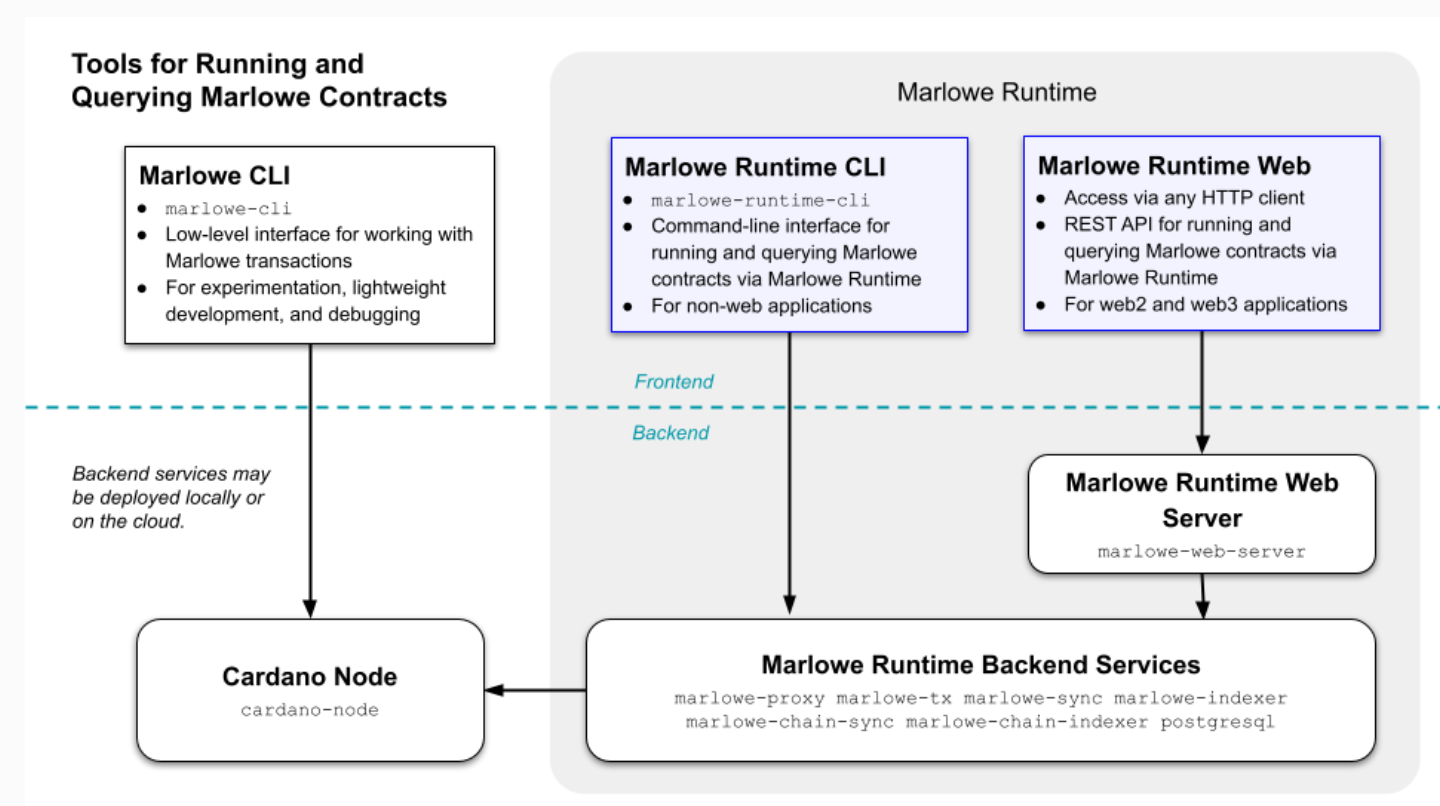 Tools for Running and
Querying Marlowe Contracts
Marlowe Runtime
Marlowe CLI
● marlowe-cli
● Low-level interface for working with
Marlowe transactions
● For experimentation, lightweight
development, and debugging
Marlowe Runtime CLI
● marlowe-runtime-cli
● Command-line interface for
running and querying Marlowe
contracts via Marlowe Runtime
● For non-web applications
Marlowe Runtime Web
● Access via any HTTP client
● REST API for running and
querying Marlowe contracts via
Marlowe Runtime
● For web2 and web3 applications
Frontend
Backend
Backend services may
be deployed locally or
on the cloud.
Marlowe Runtime Web
Server
marlowe-web-server
Cardano Node
cardano-node
Marlowe Runtime Backend Services
marlowe-proxy marlowe-tx marlowe-sync marlowe-indexer
marlowe-chain-sync marlowe-chain-indexer postgresql